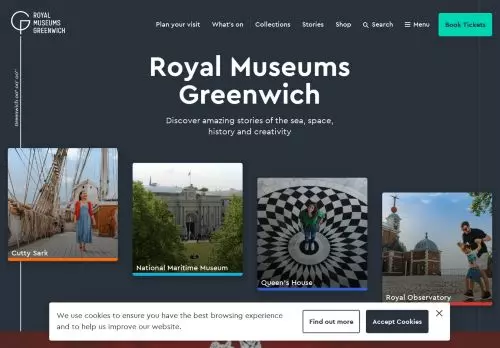 ROYAL
MUSEUMS
GREENWICH
Plan your visit
What's on
Collections
Stories
Shop
Search
Menu
Book Tickets
Greenwich 00° 00' 00"
Royal Museums
Greenwich
Discover amazing stories of the sea, space,
history and creativity
Cutty Sark
National Maritime Museum
Queen's House
Royal Observatory
We use cookies to ensure you have the best browsing experience
and to help us improve our website.
Find out more
Accept Cookies